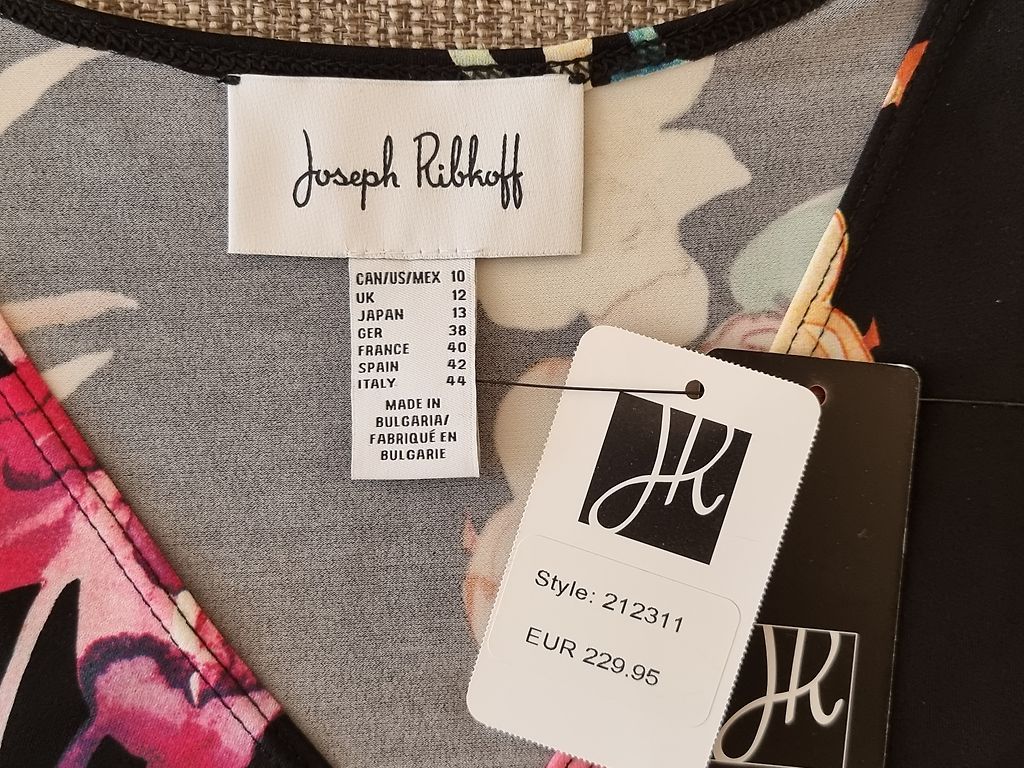 Joseph Ribkoff
CAN/US/MEX 10
UK 12
JAPAN 13
GER 38
FRANCE 40
SPAIN 42
ITALY 44
MADE IN
BULGARIA/
FABRIQUÉ EN
BULGARIE
JR
Style: 212311
EUR 229.95
JR